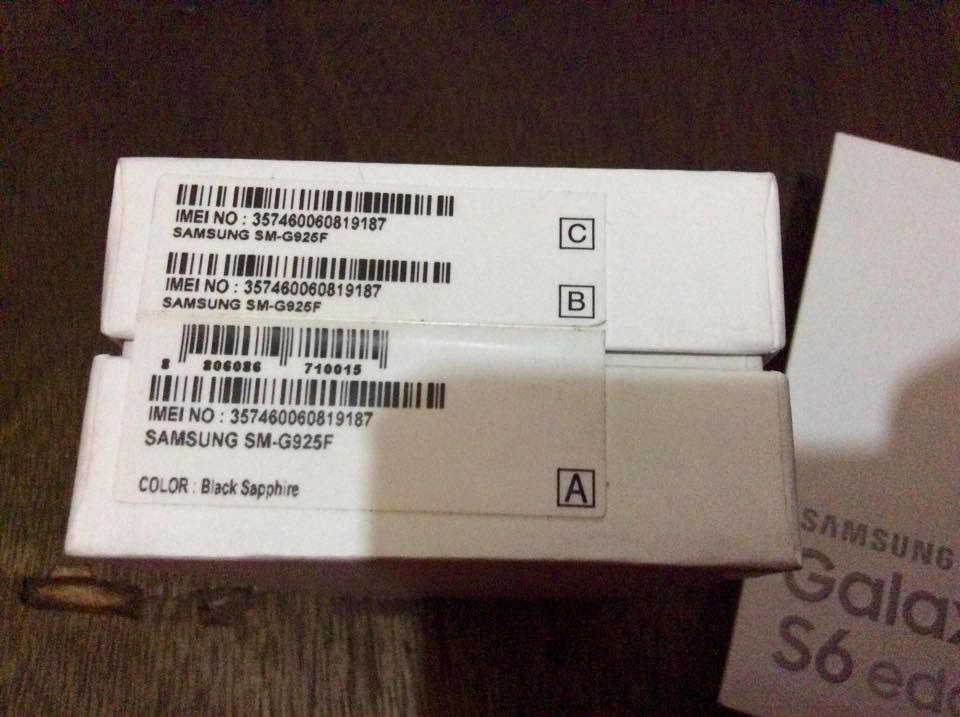 IMEI NO : 357460060819187
SAMSUNG SM-G925F
C
IMEI NO : 357460060819187
SAMSUNG SM-G925F
B
8 806086 710015
IMEI NO : 357460060819187
SAMSUNG SM-G925F
COLOR : Black Sapphire
A
SAMSUNG
Galax
S6 edg